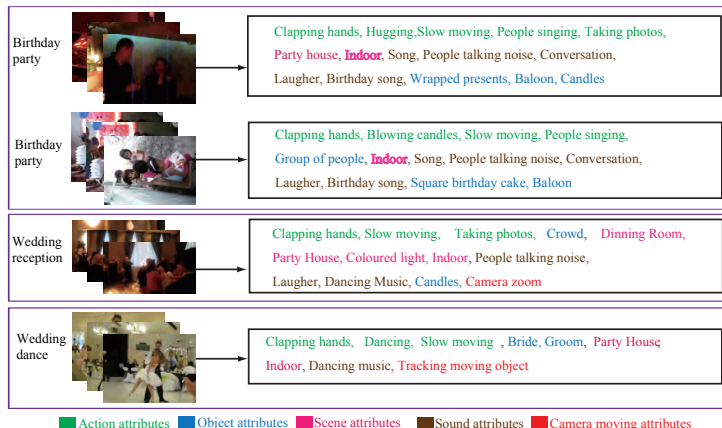 Birthday party
Clapping hands, Hugging,Slow moving, People singing, Taking photos,
Party house, Indoor, Song, People talking noise, Conversation,
Laugher, Birthday song, Wrapped presents, Baloon, Candles
Birthday party
Clapping hands, Blowing candles, Slow moving, People singing,
Group of people, Indoor, Song, People talking noise, Conversation,
Laugher, Birthday song, Square birthday cake, Baloon
Wedding reception
Clapping hands, Slow moving, Taking photos, Crowd, Dinning Room,
Party House, Coloured light, Indoor, People talking noise,
Laugher, Dancing Music, Candles, Camera zoom
Wedding dance
Clapping hands, Dancing, Slow moving , Bride, Groom, Party House,
Indoor, Dancing music, Tracking moving object
Action attributes Object attributes Scene attributes Sound attributes Camera moving attributes